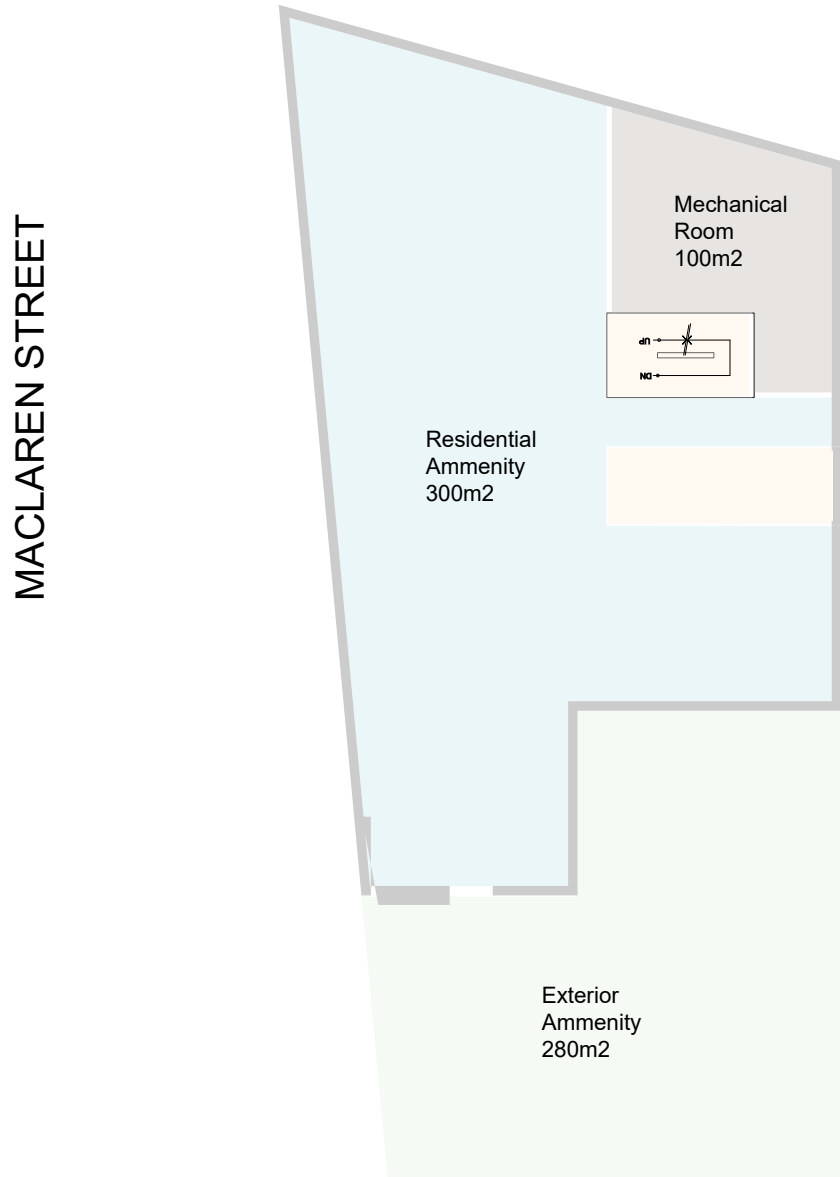 MACLAREN STREET
Mechanical
Room
100m2
UP
DN
Residential
Ammenity
300m2
Exterior
Ammenity
280m2